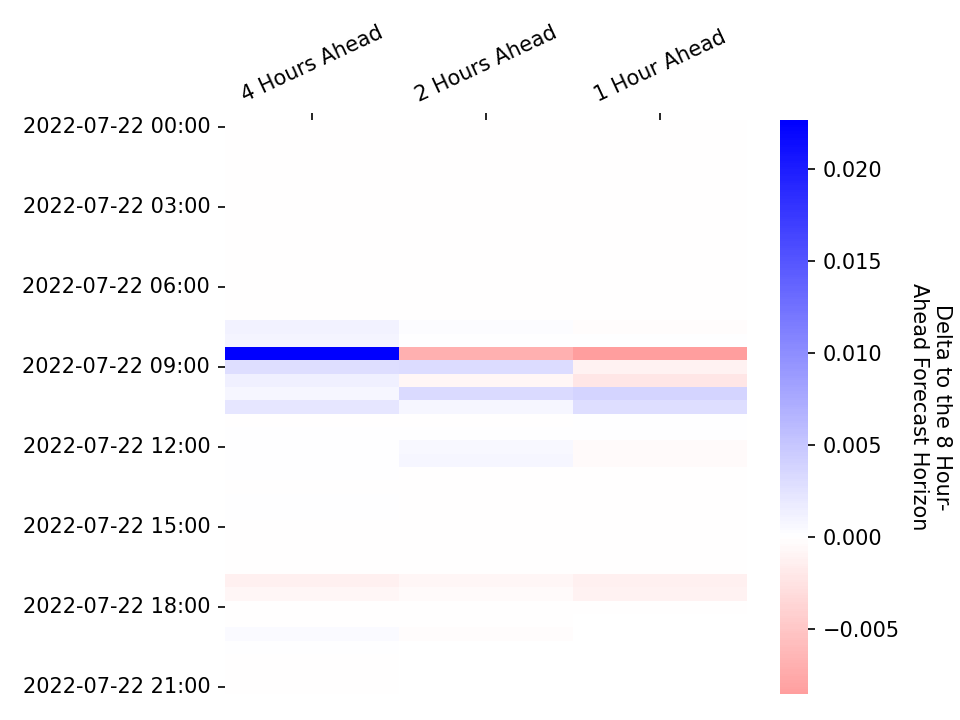 4 Hours Ahead
2 Hours Ahead
1 Hour Ahead
2022-07-22 00:00
2022-07-22 03:00
2022-07-22 06:00
2022-07-22 09:00
2022-07-22 12:00
2022-07-22 15:00
2022-07-22 18:00
2022-07-22 21:00
0.020
0.015
0.010
0.005
0.000
−0.005
Delta to the 8 Hour-
Ahead Forecast Horizon